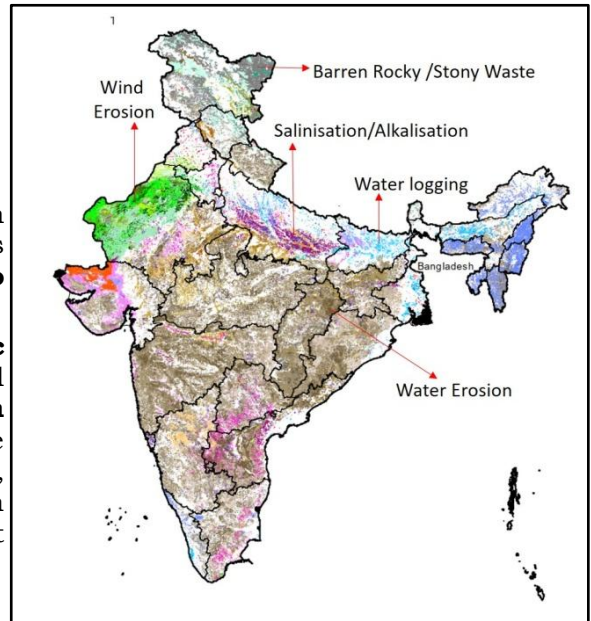 1
Barren Rocky /Stony Waste
Wind
Erosion
Salinisation/Alkalisation
Water logging
Bangladesh
Water Erosion